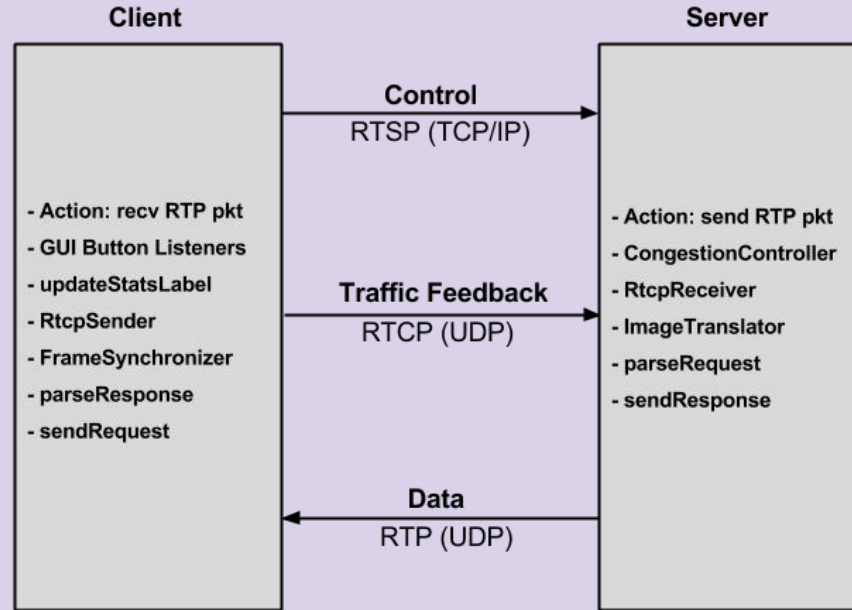 Client
Server
Control
RTSP (TCP/IP)
- Action: recv RTP pkt
- GUI Button Listeners
- updateStatsLabel
- RtcpSender
- FrameSynchronizer
- parseResponse
- sendRequest
Traffic Feedback
RTCP (UDP)
- Action: send RTP pkt
- CongestionController
- RtcpReceiver
- ImageTranslator
- parseRequest
- sendResponse
Data
RTP (UDP)